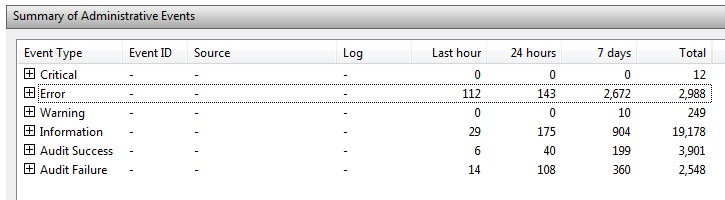 Summary of Administrative Events
Event Type Event ID Source Log Last hour 24 hours 7 days Total
Critical - - - 0 0 0 12
Error - - - 112 143 2,672 2,988
Warning - - - 0 0 10 249
Information - - - 29 175 904 19,178
Audit Success - - - 6 40 199 3,901
Audit Failure - - - 14 108 360 2,548